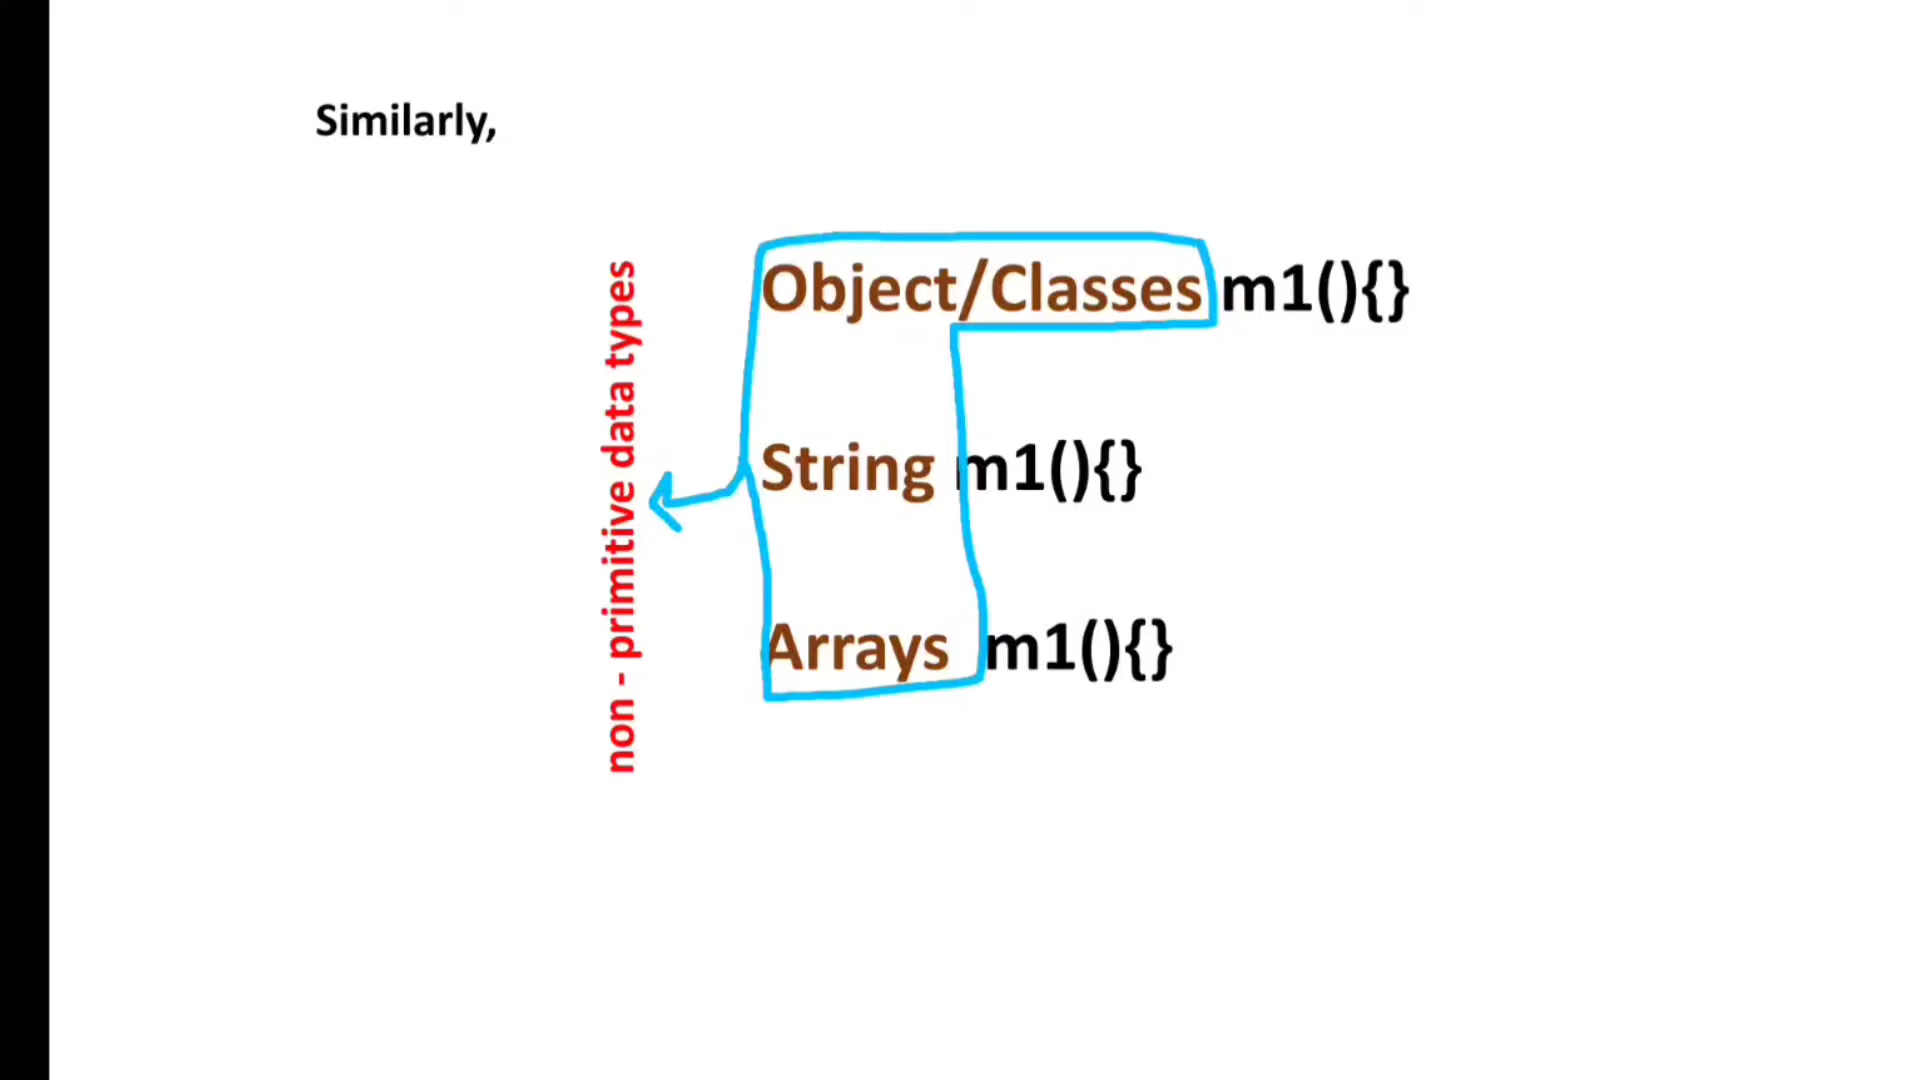 Similarly,
non - primitive data types
Object/Classes m1(){}
String m1(){}
Arrays m1(){}